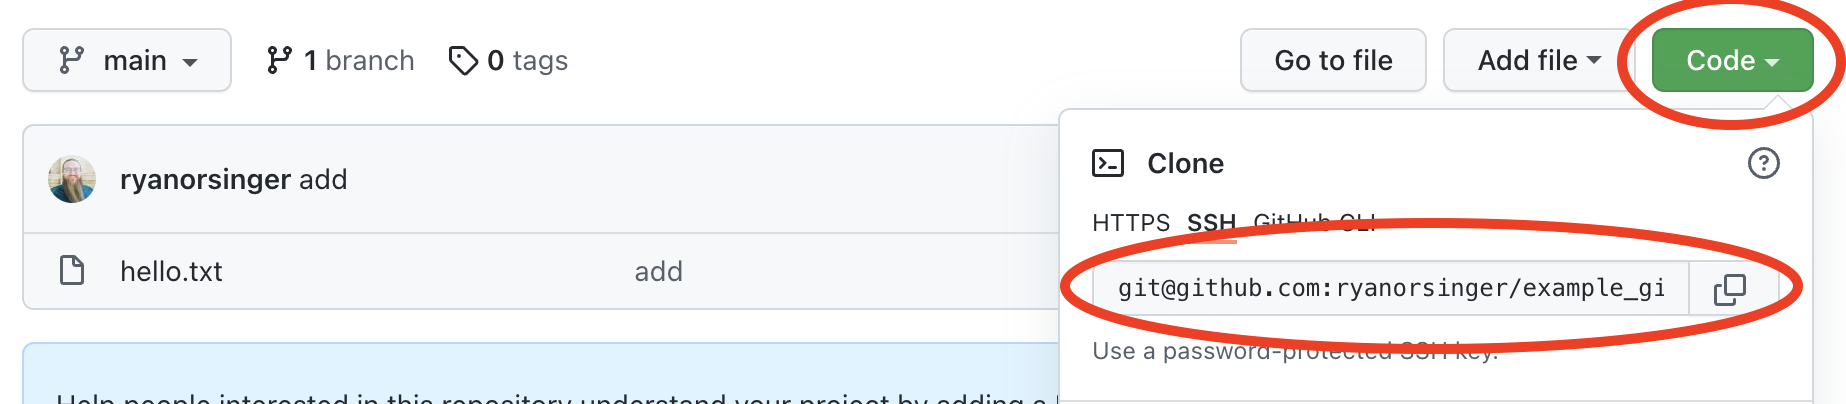 main 1 branch 0 tags Go to file Add file Code
ryanorsinger add
Clone
HTTPS SSH GitHub CLI
hello.txt add
git@github.com:ryanorsinger/example_gi
Use a password-protected SSH key.
Help people interested in this repository understand your project by adding a